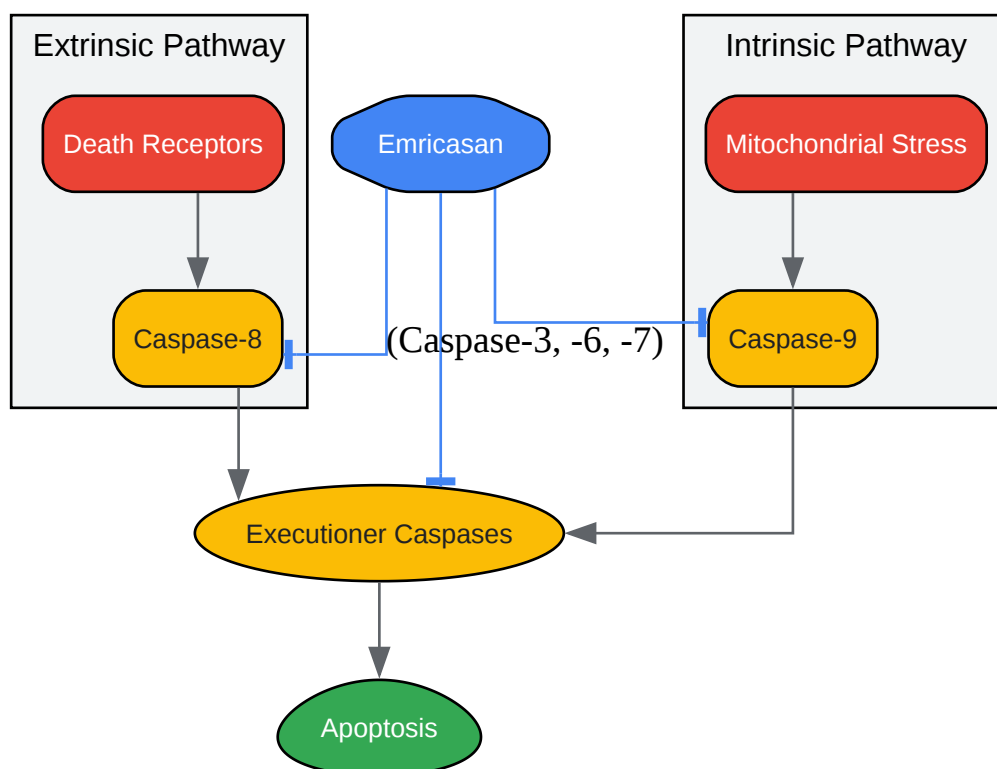 Extrinsic Pathway
Intrinsic Pathway
Death Receptors
Emricasan
Mitochondrial Stress
Caspase-8
(Caspase-3, -6, -7)
Caspase-9
Executioner Caspases
Apoptosis